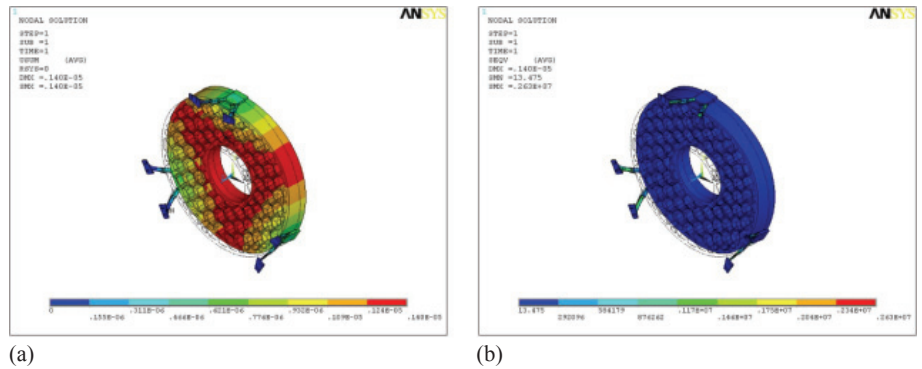 1
ANSYS
NODAL SOLUTION
STEP=1
SUB =1
TIME=1
USUM (AVG)
RSYS=0
DMX =.140E-05
SMX =.140E-05
0
.155E-06
.311E-06
.466E-06
.621E-06
.776E-06
.932E-06
.109E-05
.124E-05
.140E-05
(a)
1
ANSYS
NODAL SOLUTION
STEP=1
SUB =1
TIME=1
SEQV (AVG)
DMX =.140E-05
SMN =13.475
SMX =.263E+07
13.475
292096
584179
876262
.117E+07
.146E+07
.175E+07
.204E+07
.234E+07
.263E+07
(b)